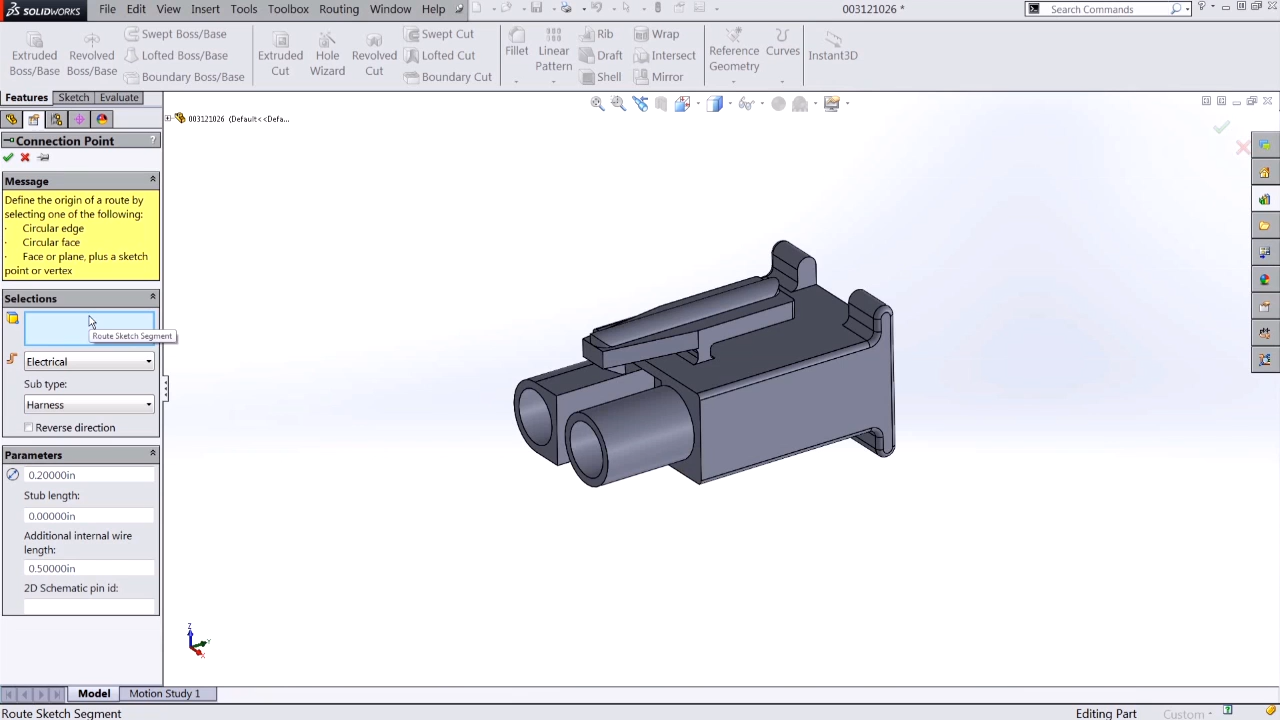 SOLIDWORKS File Edit View Insert Tools Toolbox Routing Window Help 003121026 * Search Commands
Extruded Boss/Base
Revolved Boss/Base
Swept Boss/Base
Lofted Boss/Base
Boundary Boss/Base
Extruded Cut
Hole Wizard
Revolved Cut
Swept Cut
Lofted Cut
Boundary Cut
Fillet
Linear Pattern
Rib
Draft
Shell
Wrap
Intersect
Mirror
Reference Geometry
Curves
Instant3D
Features Sketch Evaluate
003121026 (Default<<Defa...
Connection Point ?
Message
Define the origin of a route by
selecting one of the following:
· Circular edge
· Circular face
· Face or plane, plus a sketch
point or vertex
Selections
Route Sketch Segment
Electrical
Sub type:
Harness
Reverse direction
Parameters
0.20000in
Stub length:
0.00000in
Additional internal wire
length:
0.50000in
2D Schematic pin id:
Z
Y
X
Model Motion Study 1
Route Sketch Segment Editing Part Custom